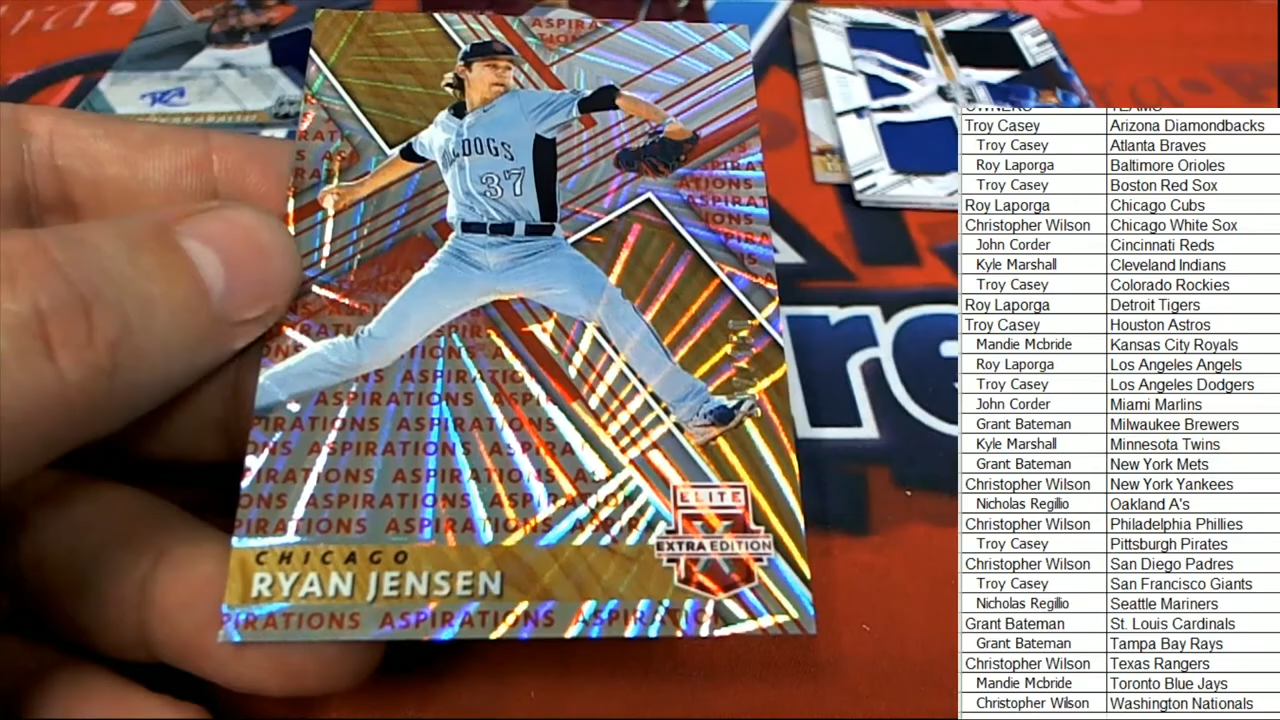 ASPIRA
TION
LDOGS
37
ASPIRATIONS ASPIRATIONS
ELITE
EXTRA EDITION
CHICAGO
RYAN JENSEN
PIRATIONS ASPIRATIONS ASPIRATION
OWNERS TEAMS
Troy Casey Arizona Diamondbacks
Troy Casey Atlanta Braves
Roy Laporga Baltimore Orioles
Troy Casey Boston Red Sox
Roy Laporga Chicago Cubs
Christopher Wilson Chicago White Sox
John Corder Cincinnati Reds
Kyle Marshall Cleveland Indians
Troy Casey Colorado Rockies
Roy Laporga Detroit Tigers
Troy Casey Houston Astros
Mandie Mcbride Kansas City Royals
Roy Laporga Los Angeles Angels
Troy Casey Los Angeles Dodgers
John Corder Miami Marlins
Grant Bateman Milwaukee Brewers
Kyle Marshall Minnesota Twins
Grant Bateman New York Mets
Christopher Wilson New York Yankees
Nicholas Regillio Oakland A's
Christopher Wilson Philadelphia Phillies
Troy Casey Pittsburgh Pirates
Christopher Wilson San Diego Padres
Troy Casey San Francisco Giants
Nicholas Regillio Seattle Mariners
Grant Bateman St. Louis Cardinals
Grant Bateman Tampa Bay Rays
Christopher Wilson Texas Rangers
Mandie Mcbride Toronto Blue Jays
Christopher Wilson Washington Nationals